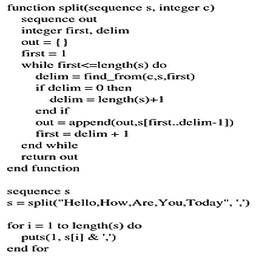 function split(sequence s, integer c)
sequence out
integer first, delim
out = { }
first = 1
while first<=length(s) do
delim = find_from(c,s,first)
if delim = 0 then
delim = length(s)+1
end if
out = append(out,s[first..delim-1])
first = delim + 1
end while
return out
end function
sequence s
s = split("Hello,How,Are,You,Today", ',')
for i = 1 to length(s) do
puts(1, s[i] & ',')
end for